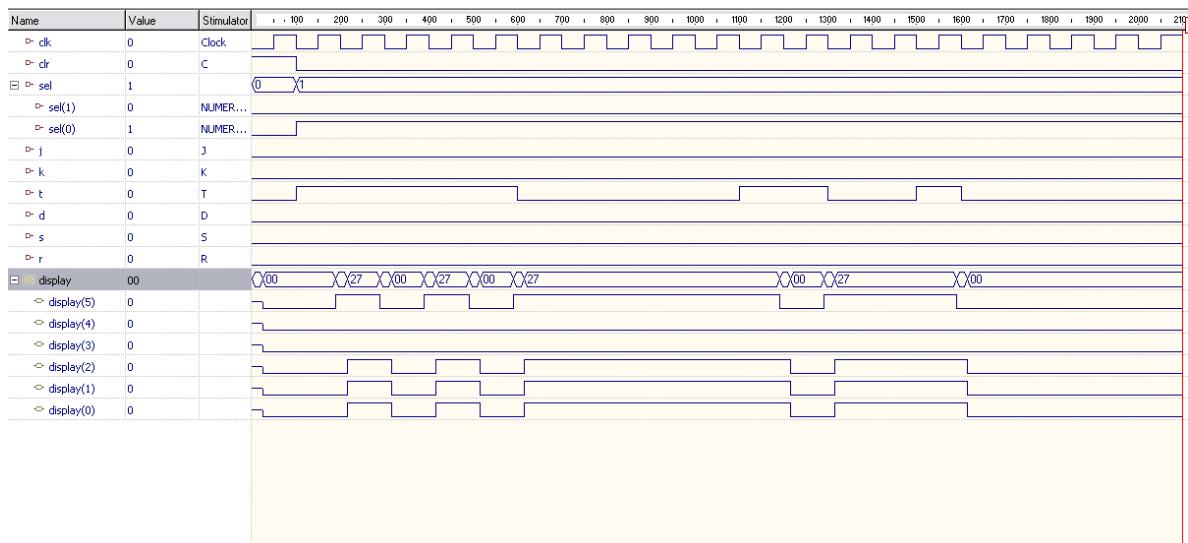 Name Value Stimulator 100 200 300 400 500 600 700 800 900 1000 1100 1200 1300 1400 1500 1600 1700 1800 1900 2000
clk 0 Clock
clr 0 C
sel 1 0 1
sel(1) 0 NUMER...
sel(0) 1 NUMER...
j 0 J
k 0 K
t 0 T
d 0 D
s 0 S
r 0 R
display 00 00 27 00 27 00 27 00 27 00
display(5) 0
display(4) 0
display(3) 0
display(2) 0
display(1) 0
display(0) 0